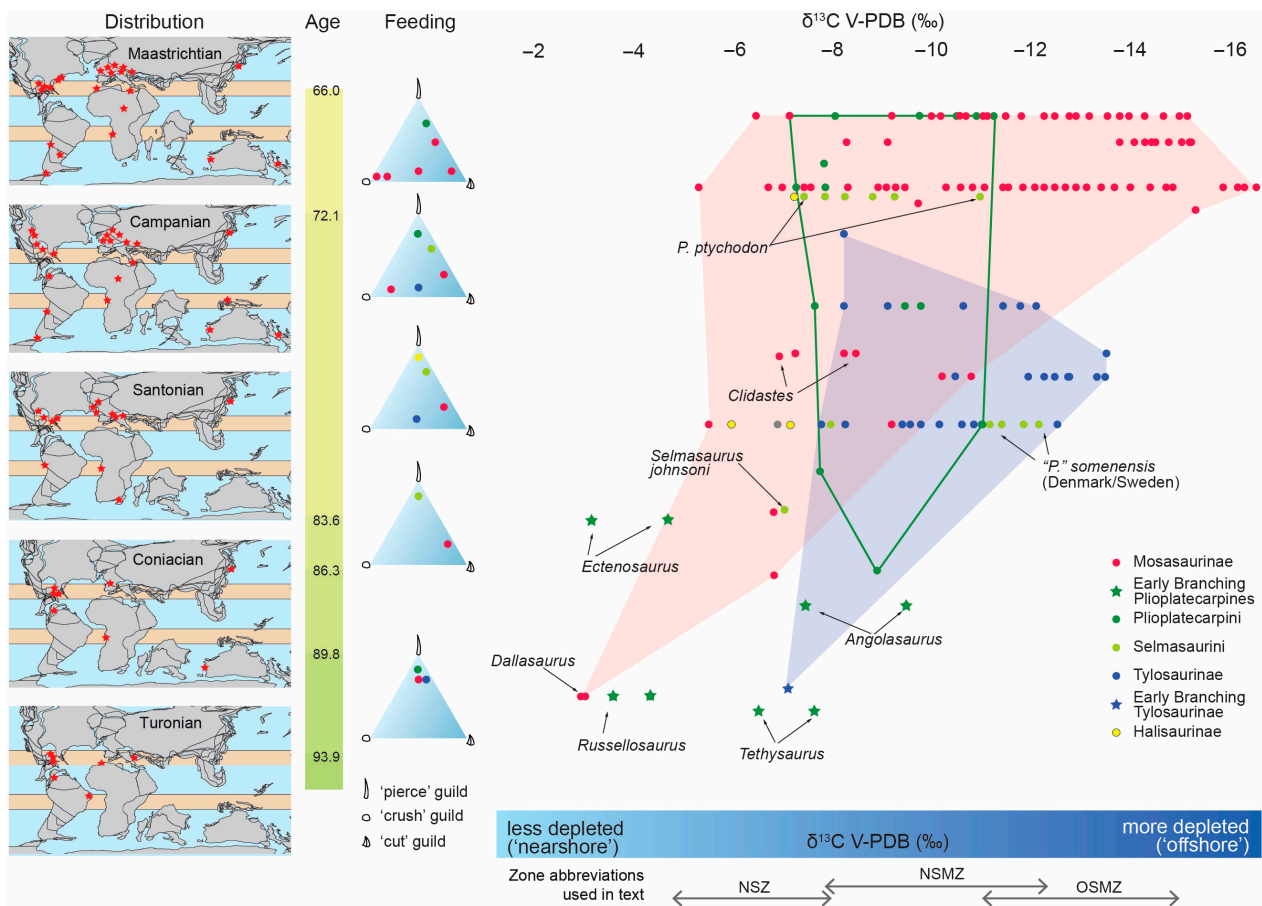 Distribution
Age
Feeding
δ¹³C V-PDB (‰)
−2
−4
−6
−8
−10
−12
−14
−16
Maastrichtian
66.0
72.1
Campanian
P. ptychodon
Clidastes
Santonian
Selmasaurus
johnsoni
"P." somenensis
(Denmark/Sweden)
83.6
Ectenosaurus
Coniacian
86.3
Angolasaurus
89.8
Dallasaurus
Russellosaurus
Tethysaurus
Turonian
93.9
Mosasaurinae
Early Branching
Plioplatecarpines
Plioplatecarpini
Selmasaurini
Tylosaurinae
Early Branching
Tylosaurinae
Halisaurinae
'pierce' guild
'crush' guild
'cut' guild
less depleted
('nearshore')
δ¹³C V-PDB (‰)
more depleted
('offshore')
Zone abbreviations
used in text
NSZ
NSMZ
OSMZ